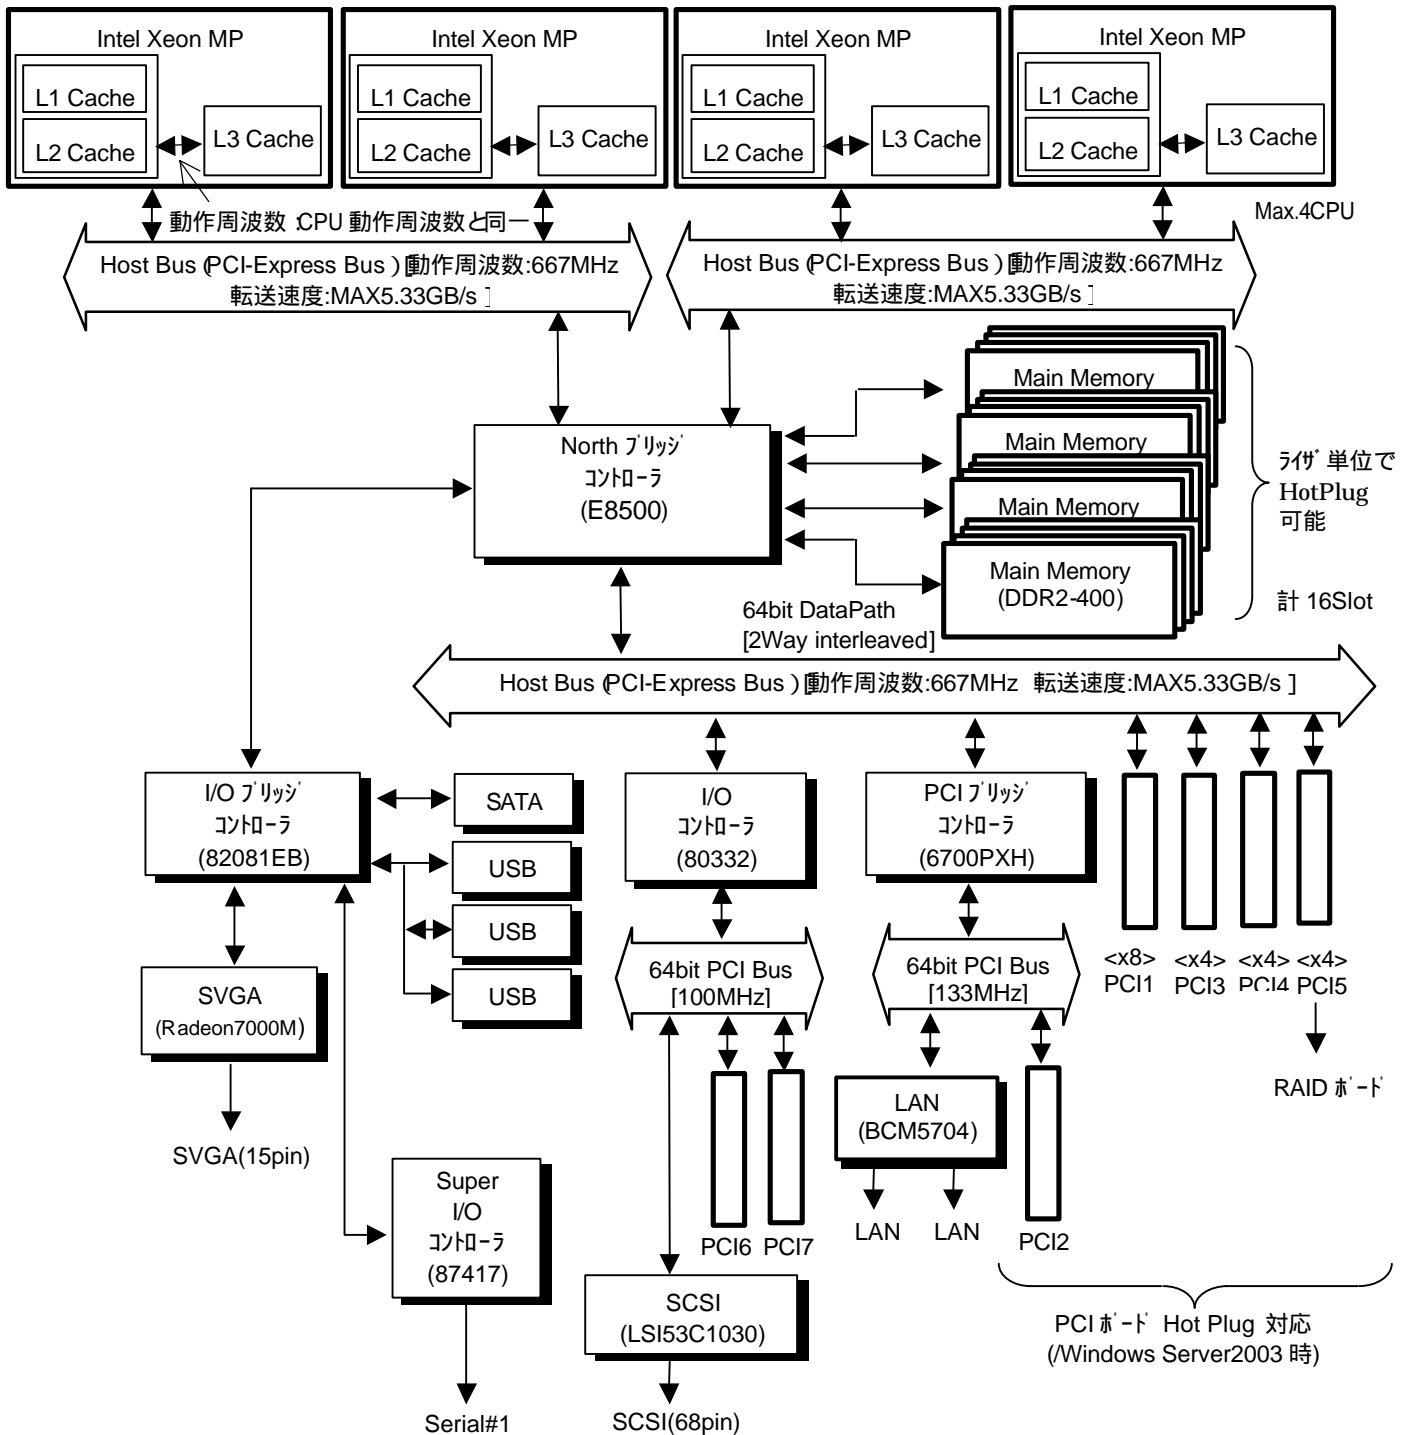 Intel Xeon MP
L1 Cache
L2 Cache
L3 Cache
Intel Xeon MP
L1 Cache
L2 Cache
L3 Cache
Intel Xeon MP
L1 Cache
L2 Cache
L3 Cache
Intel Xeon MP
L1 Cache
L2 Cache
L3 Cache
動作周波数:CPU 動作周波数と同一
Max.4CPU
Host Bus (PCI-Express Bus) [動作周波数:667MHz
転送速度:MAX5.33GB/s ]
Host Bus (PCI-Express Bus) [動作周波数:667MHz
転送速度:MAX5.33GB/s ]
North ブリッジ
コントローラ
(E8500)
Main Memory
Main Memory
Main Memory
Main Memory
(DDR2-400)
ライザ単位で
HotPlug
可能
計 16Slot
64bit DataPath
[2Way interleaved]
Host Bus (PCI-Express Bus) [動作周波数:667MHz 転送速度:MAX5.33GB/s ]
I/O ブリッジ
コントローラ
(82081EB)
SATA
USB
USB
USB
I/O
コントローラ
(80332)
PCI ブリッジ
コントローラ
(6700PXH)
64bit PCI Bus
[100MHz]
64bit PCI Bus
[133MHz]
<x8>
PCI1
<x4>
PCI3
<x4>
PCI4
<x4>
PCI5
RAID ボード
SVGA
(Radeon7000M)
SVGA(15pin)
Super
I/O
コントローラ
(87417)
Serial#1
PCI6
PCI7
SCSI
(LSI53C1030)
SCSI(68pin)
LAN
(BCM5704)
LAN
LAN
PCI2
PCI ボード Hot Plug 対応
(/Windows Server2003 時)